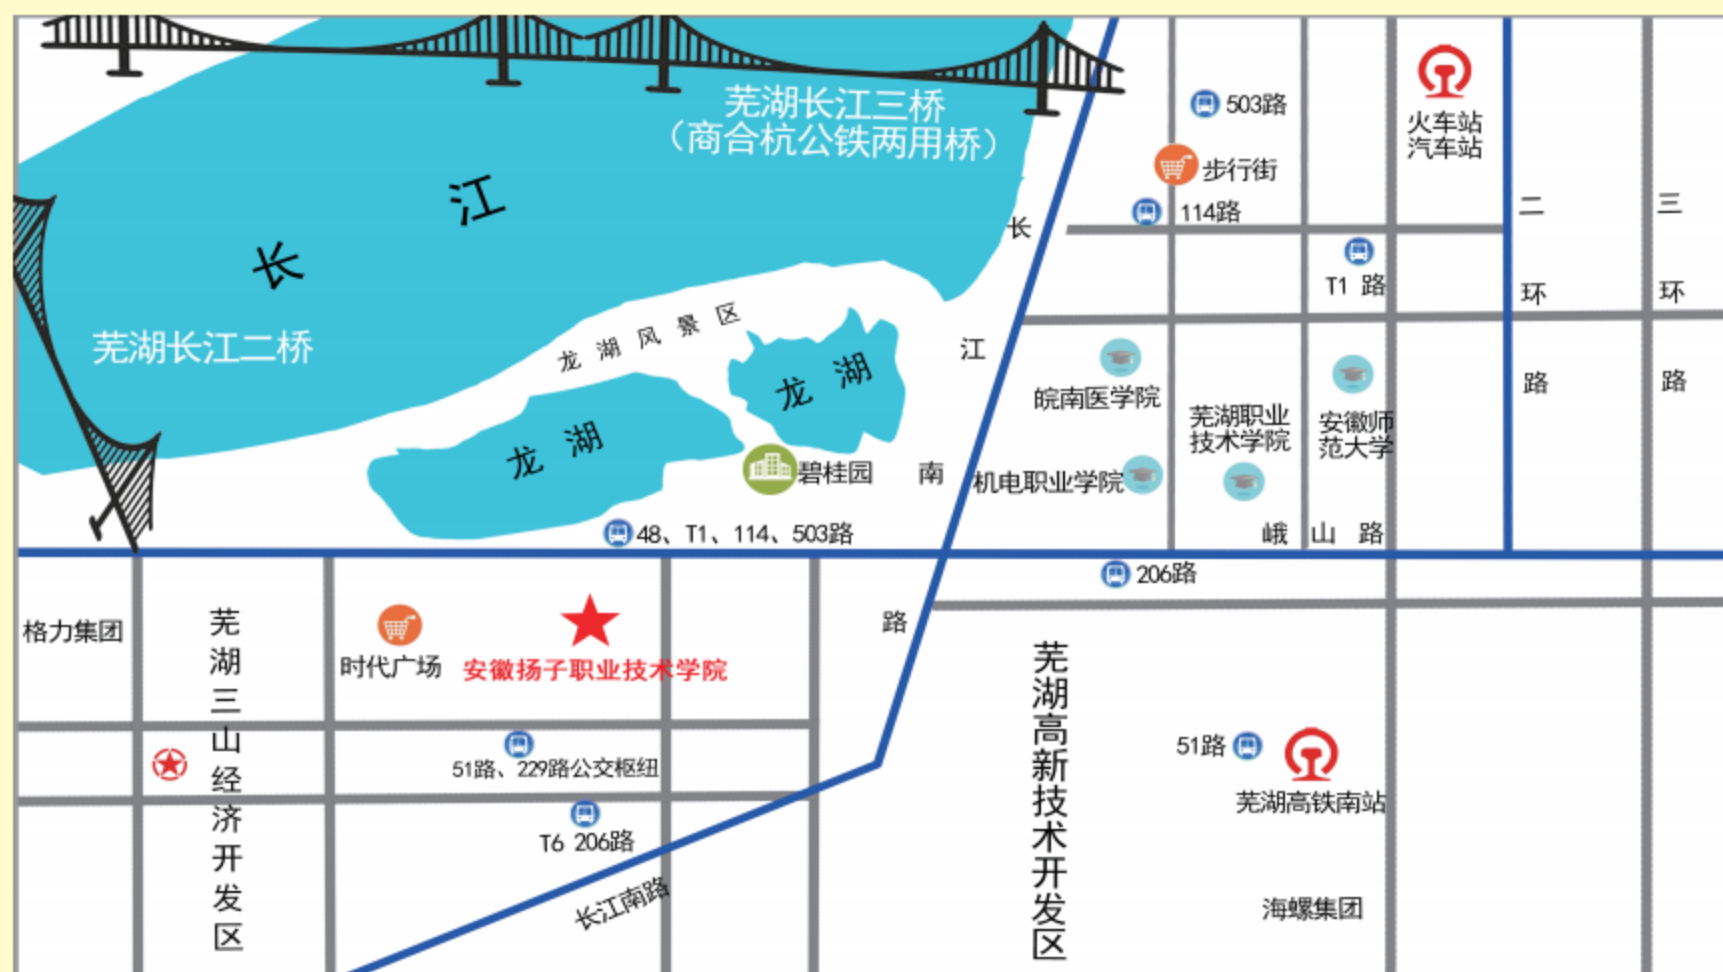 芜湖长江三桥
（商合杭公铁两用桥）
503路
火车站
汽车站
步行街
114路
长江
长江南路
二环路
三环路
T1 路
龙湖风景区
芜湖长江二桥
龙湖
龙湖
皖南医学院
芜湖职业
技术学院
安徽师
范大学
碧桂园
机电职业学院
48、T1、114、503路
峨山路
206路
格力集团
芜湖三山经济开发区
时代广场
安徽扬子职业技术学院
芜湖高新技术开发区
51路、229路公交枢纽
51路
芜湖高铁南站
T6 206路
长江南路
海螺集团